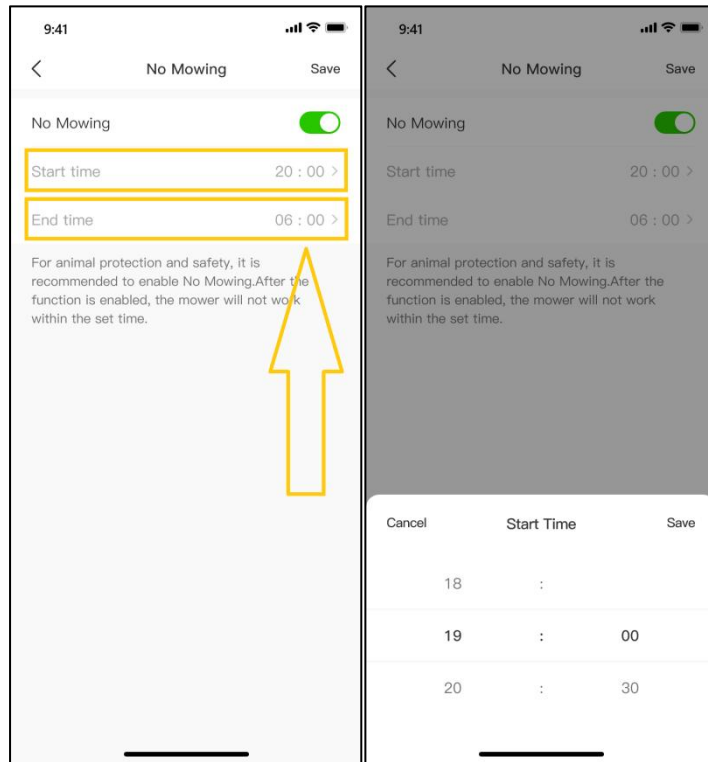 9:41
No Mowing
Save
No Mowing
Start time
20 : 00 >
End time
06 : 00 >
For animal protection and safety, it is
recommended to enable No Mowing.After the
function is enabled, the mower will not work
within the set time.
9:41
No Mowing
Save
No Mowing
Start time
20 : 00 >
End time
06 : 00 >
For animal protection and safety, it is
recommended to enable No Mowing.After the
function is enabled, the mower will not work
within the set time.
Cancel
Start Time
Save
18 :
19 : 00
20 : 30